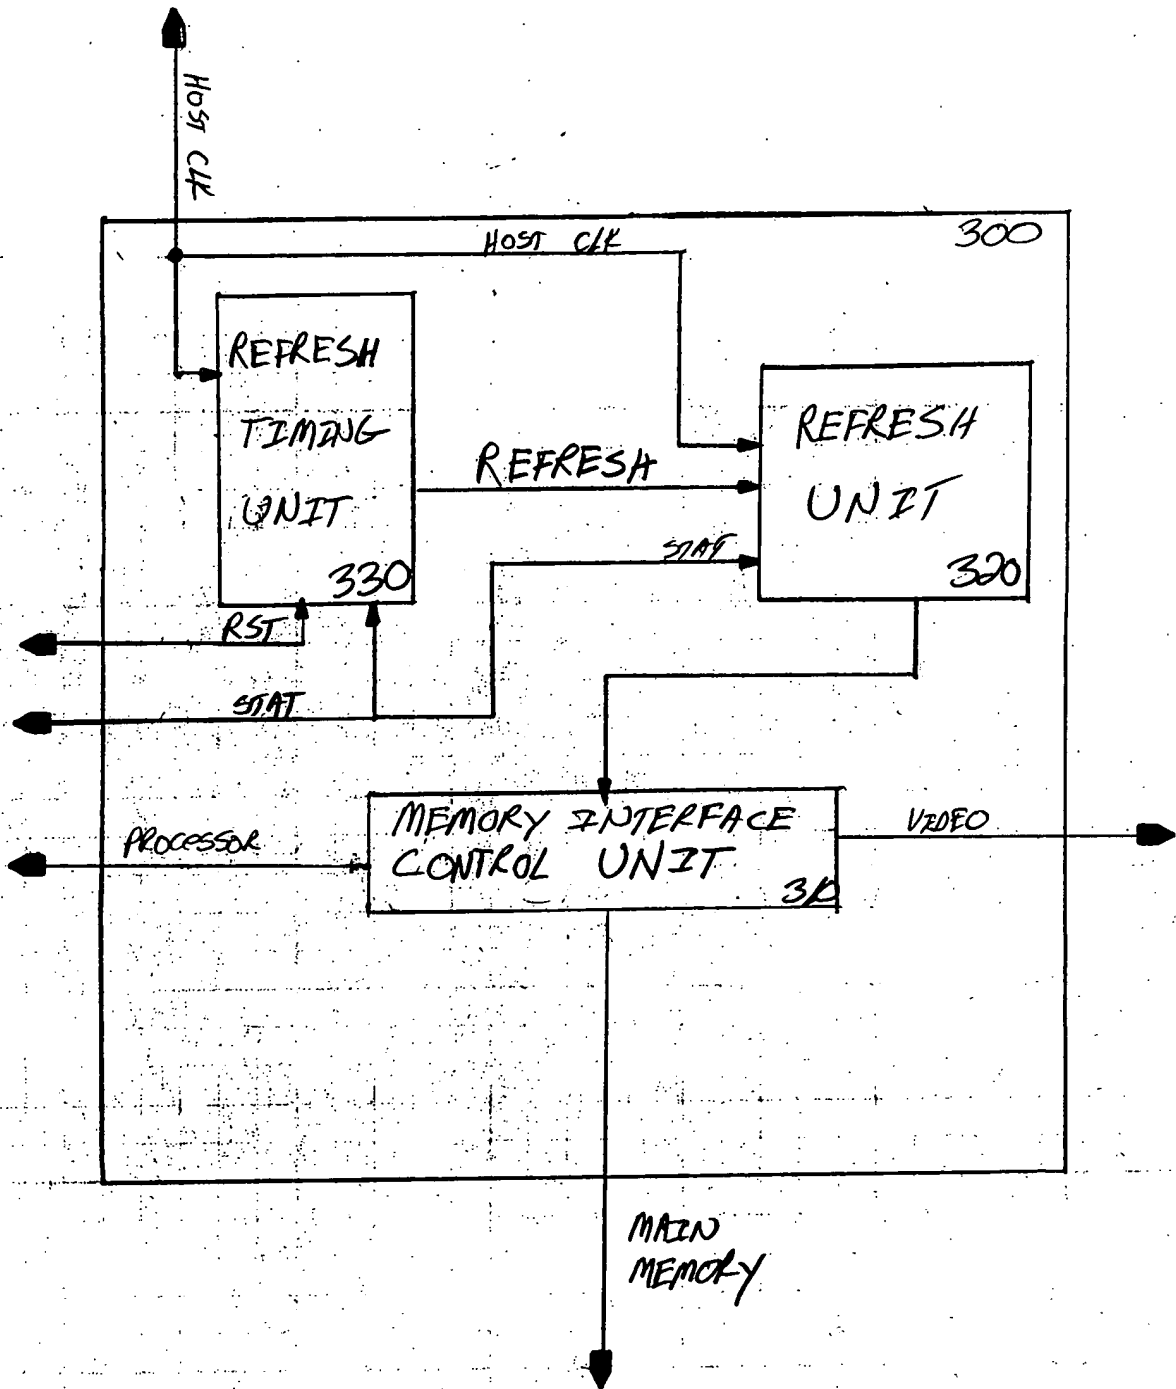 HOST CLK
HOST CLK
300
REFRESH
TIMING
UNIT
330
REFRESH
REFRESH
UNIT
320
STAT
RST
STAT
MEMORY INTERFACE
CONTROL UNIT
310
PROCESSOR
VIDEO
MAIN
MEMORY